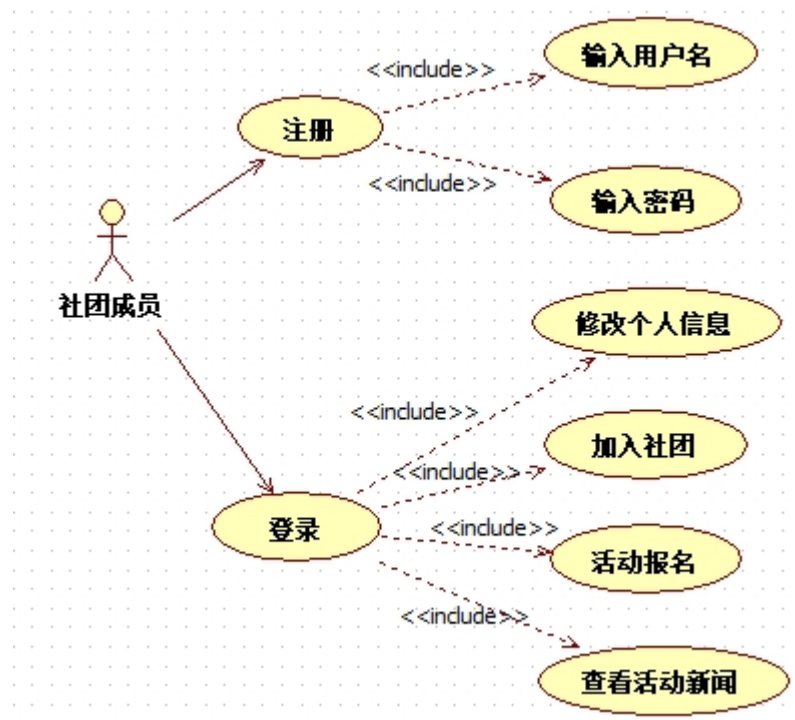 输入用户名
<<include>>
注册
<<include>>
输入密码
社团成员
修改个人信息
<<include>>
加入社团
<<include>>
登录
<<include>>
活动报名
<<include>>
查看活动新闻